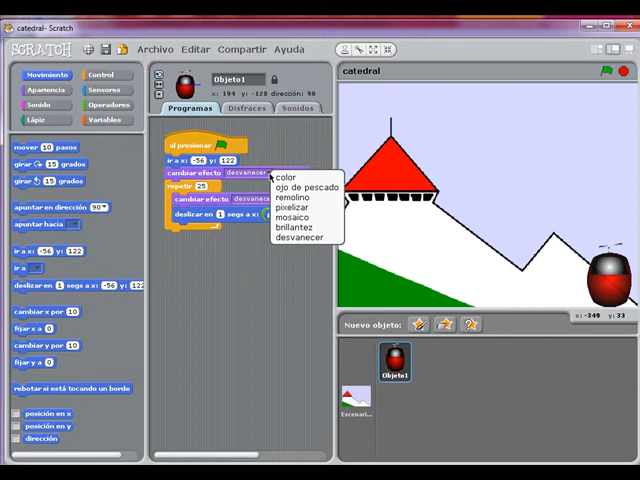 catedral- Scratch
SCRATCH Archivo Editar Compartir Ayuda
Movimiento Control
Apariencia Sensores
Sonido Operadores
Lápiz Variables
mover 10 pasos
girar 15 grados
girar 15 grados
apuntar en dirección 90
apuntar hacia
ir a x: -56 y: 122
ir a
deslizar en 1 segs a x: -56 y: 122
cambiar x por 10
fijar x a 0
cambiar y por 10
fijar y a 0
rebotar si está tocando un borde
posición en x
posición en y
dirección
Objeto1
x: 194 y: -128 dirección: 90
Programas Disfraces Sonidos
al presionar
ir a x: -56 y: 122
cambiar efecto desvanecer
repetir 25
cambiar efecto desvanece
deslizar en 1 segs a x:
color
ojo de pescado
remolino
pixelizar
mosaico
brillantez
desvanecer
catedral
x: -349 y: 33
Nuevo objeto:
Objeto1
Escenari...